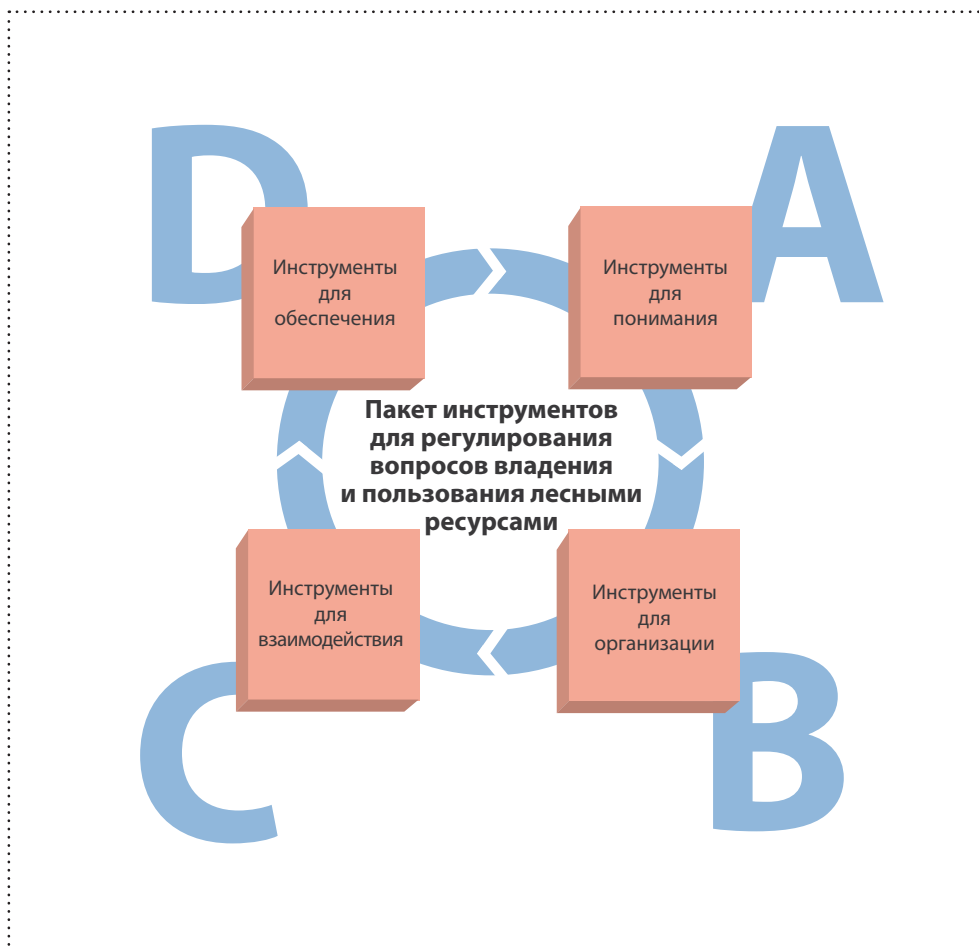 D
Инструменты
для
обеспечения
A
Инструменты
для
понимания
Пакет инструментов
для регулирования
вопросов владения
и пользования лесными
ресурсами
C
Инструменты
для
взаимодействия
B
Инструменты
для
организации